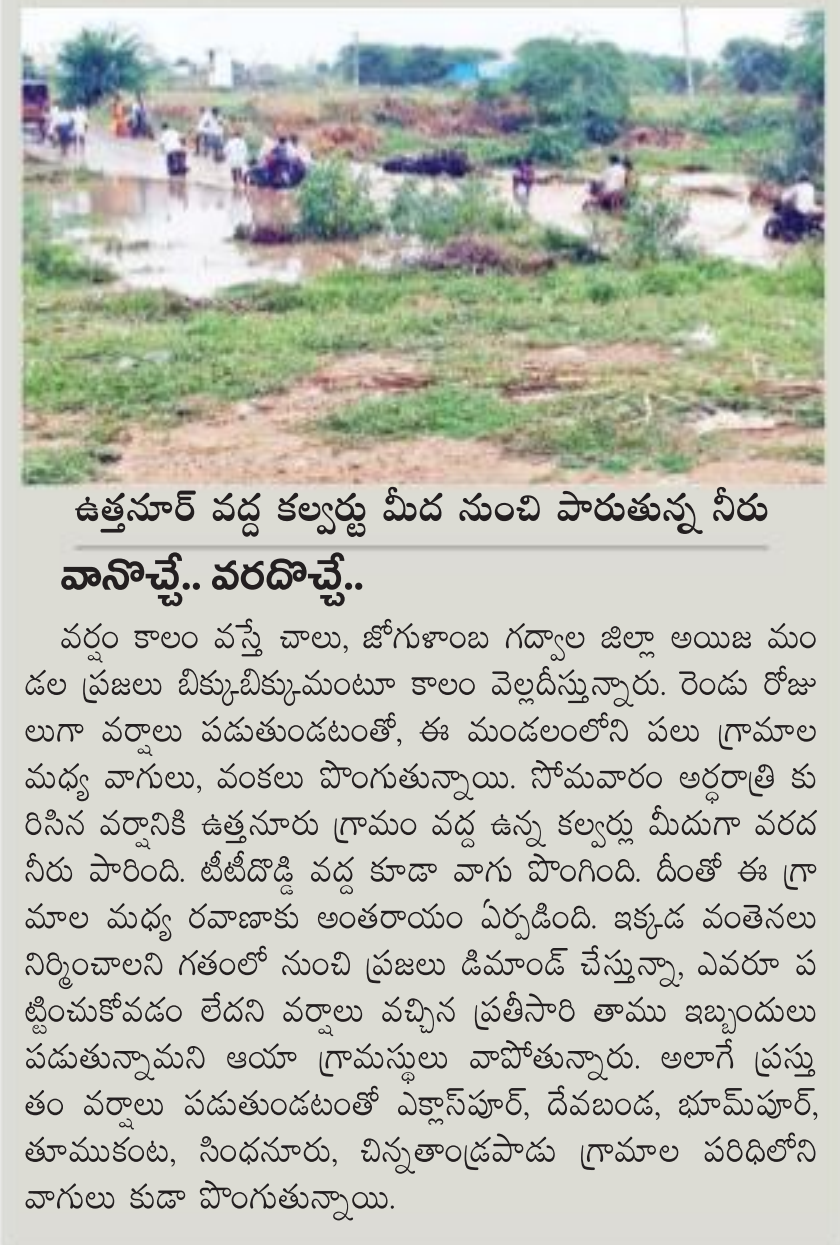 ఉత్తనూర్ వద్ద కల్వర్టు మీద నుంచి పారుతున్న నీరు
వానొచ్చే.. వరదొచ్చే..
వర్షం కాలం వస్తే చాలు, జోగుళాంబ గద్వాల జిల్లా అయిజ మం
డల ప్రజలు బిక్కుబిక్కుమంటూ కాలం వెల్లదీస్తున్నారు. రెండు రోజు
లుగా వర్షాలు పడుతుండటంతో, ఈ మండలంలోని పలు గ్రామాల
మధ్య వాగులు, వంకలు పొంగుతున్నాయి. సోమవారం అర్ధరాత్రి కు
రిసిన వర్షానికి ఉత్తనూరు గ్రామం వద్ద ఉన్న కల్వర్లు మీదుగా వరద
నీరు పారింది. టీటీదొడ్డి వద్ద కూడా వాగు పొంగింది. దీంతో ఈ గ్రా
మాల మధ్య రవాణాకు అంతరాయం ఏర్పడింది. ఇక్కడ వంతెనలు
నిర్మించాలని గతంలో నుంచి ప్రజలు డిమాండ్ చేస్తున్నా, ఎవరూ ప
ట్టించుకోవడం లేదని వర్షాలు వచ్చిన ప్రతీసారి తాము ఇబ్బందులు
పడుతున్నామని ఆయా గ్రామస్థులు వాపోతున్నారు. అలాగే ప్రస్తు
తం వర్షాలు పడుతుండటంతో ఎక్లాస్‌పూర్, దేవబండ, భూమ్‌పూర్,
తూముకంట, సింధనూరు, చిన్నతాండ్రపాడు గ్రామాల పరిధిలోని
వాగులు కుడా పొంగుతున్నాయి.